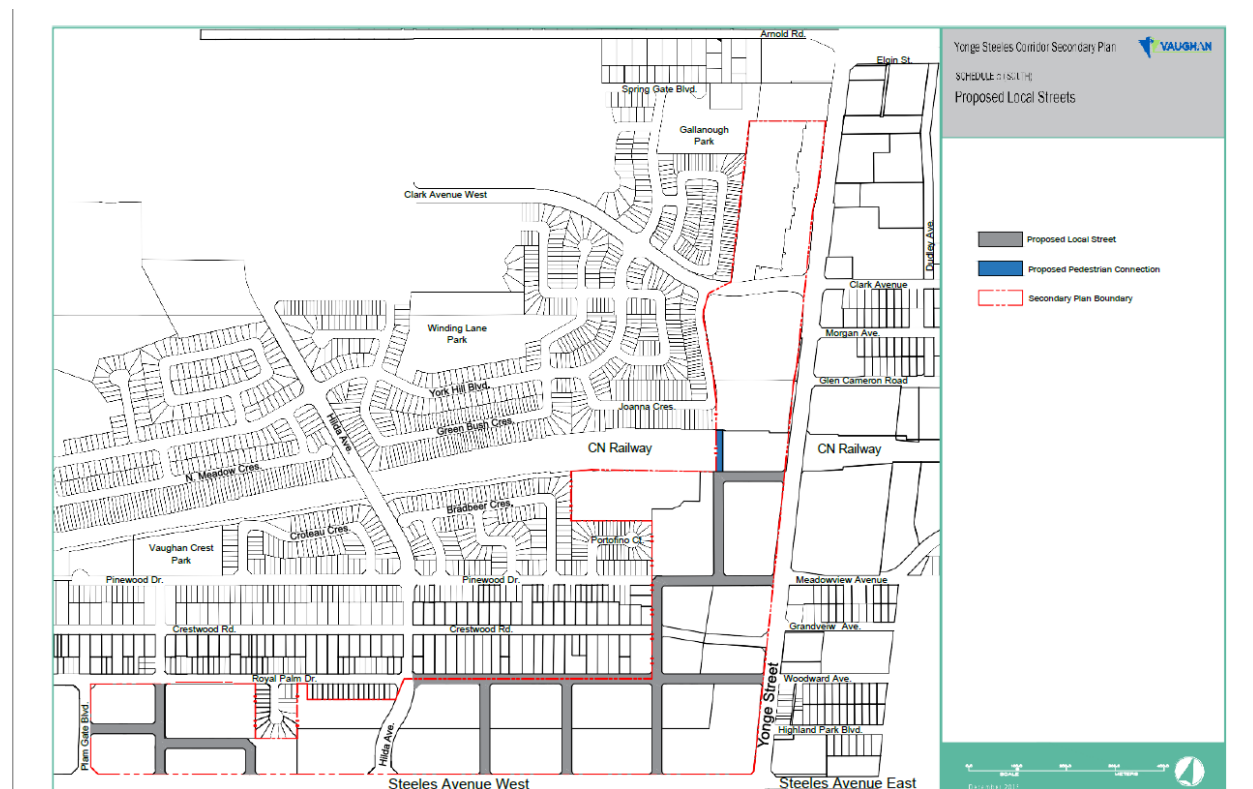 Arnold Rd.
Yonge Steeles Corridor Secondary Plan
VAUGHAN
Elgin St.
Proposed Local Streets
Spring Gate Blvd.
Gallanough
Park
Clark Avenue West
Dudley Ave.
Proposed Local Street
Proposed Pedestrian Connection
Clark Avenue
Secondary Plan Boundary
Winding Lane
Park
Morgan Ave.
York Hill Blvd.
Glen Cameron Road
Joanna Cres.
Hilda Ave.
Green Bush Cres.
CN Railway
CN Railway
N. Meadow Cres.
Bradbeer Cres.
Croteau Cres.
Portofino Ct.
Vaughan Crest
Park
Pinewood Dr.
Pinewood Dr.
Meadowview Avenue
Crestwood Rd.
Crestwood Rd.
Grandveiw Ave.
Royal Palm Dr.
Woodward Ave.
Yonge Street
Plam Gate Blvd.
Hilda Ave.
Highland Park Blvd.
Steeles Avenue West
Steeles Avenue East
SCALE
METERS